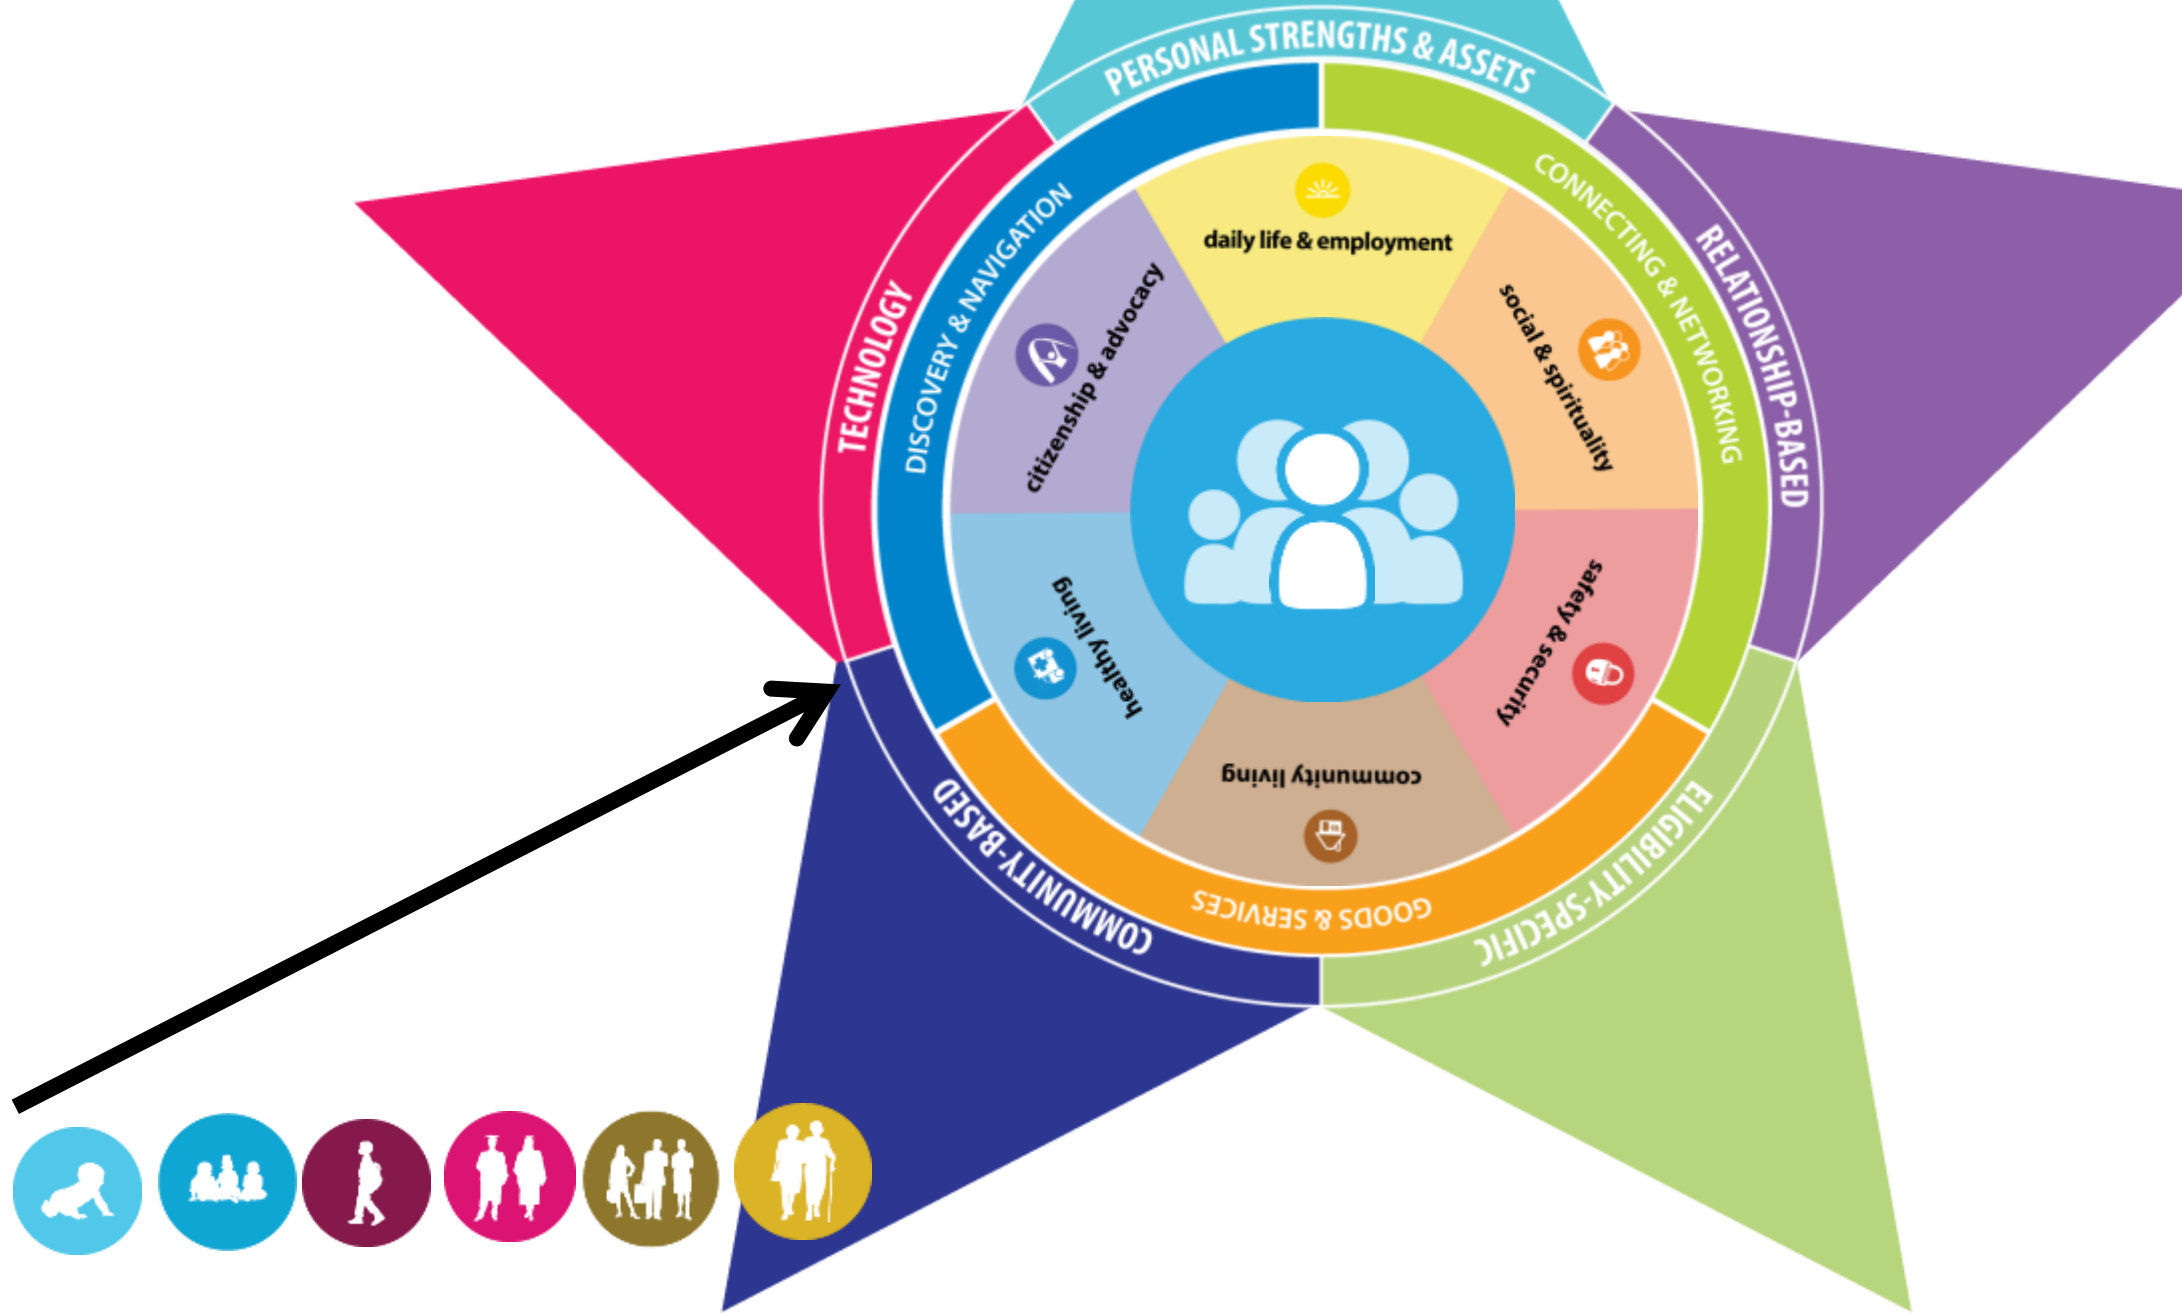 PERSONAL STRENGTHS & ASSETS
TECHNOLOGY
RELATIONSHIP-BASED
COMMUNITY-BASED
ELIGIBILITY-SPECIFIC
DISCOVERY & NAVIGATION
CONNECTING & NETWORKING
GOODS & SERVICES
daily life & employment
social & spirituality
safety & security
community living
healthy living
citizenship & advocacy